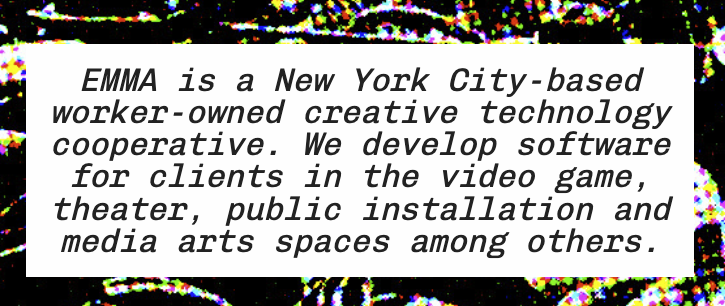 EMMA is a New York City-based
worker-owned creative technology
cooperative. We develop software
for clients in the video game,
theater, public installation and
media arts spaces among others.